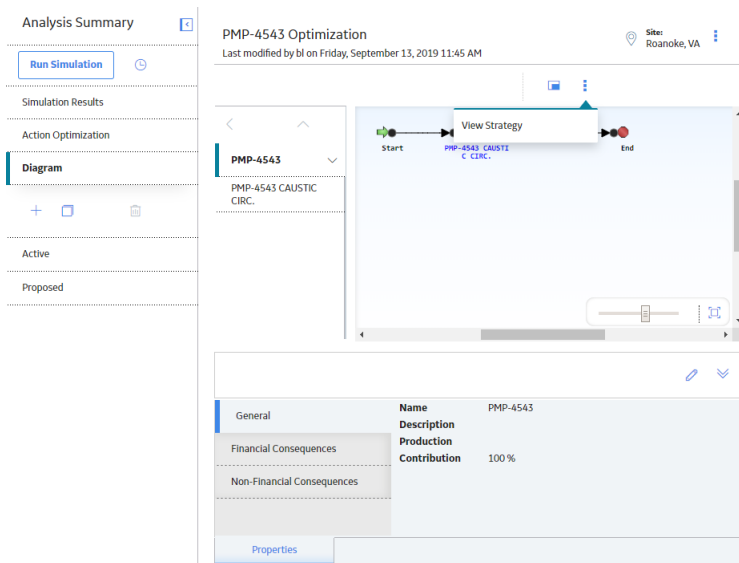 Analysis Summary
Run Simulation
Simulation Results
Action Optimization
Diagram
Active
Proposed
PMP-4543 Optimization
Last modified by bl on Friday, September 13, 2019 11:45 AM
Site:
Roanoke, VA
View Strategy
PMP-4543
PMP-4543 CAUSTIC
CIRC.
Start
PMP-4543 CAUSTI
C CIRC.
End
General
Financial Consequences
Non-Financial Consequences
Name PMP-4543
Description
Production
Contribution 100 %
Properties